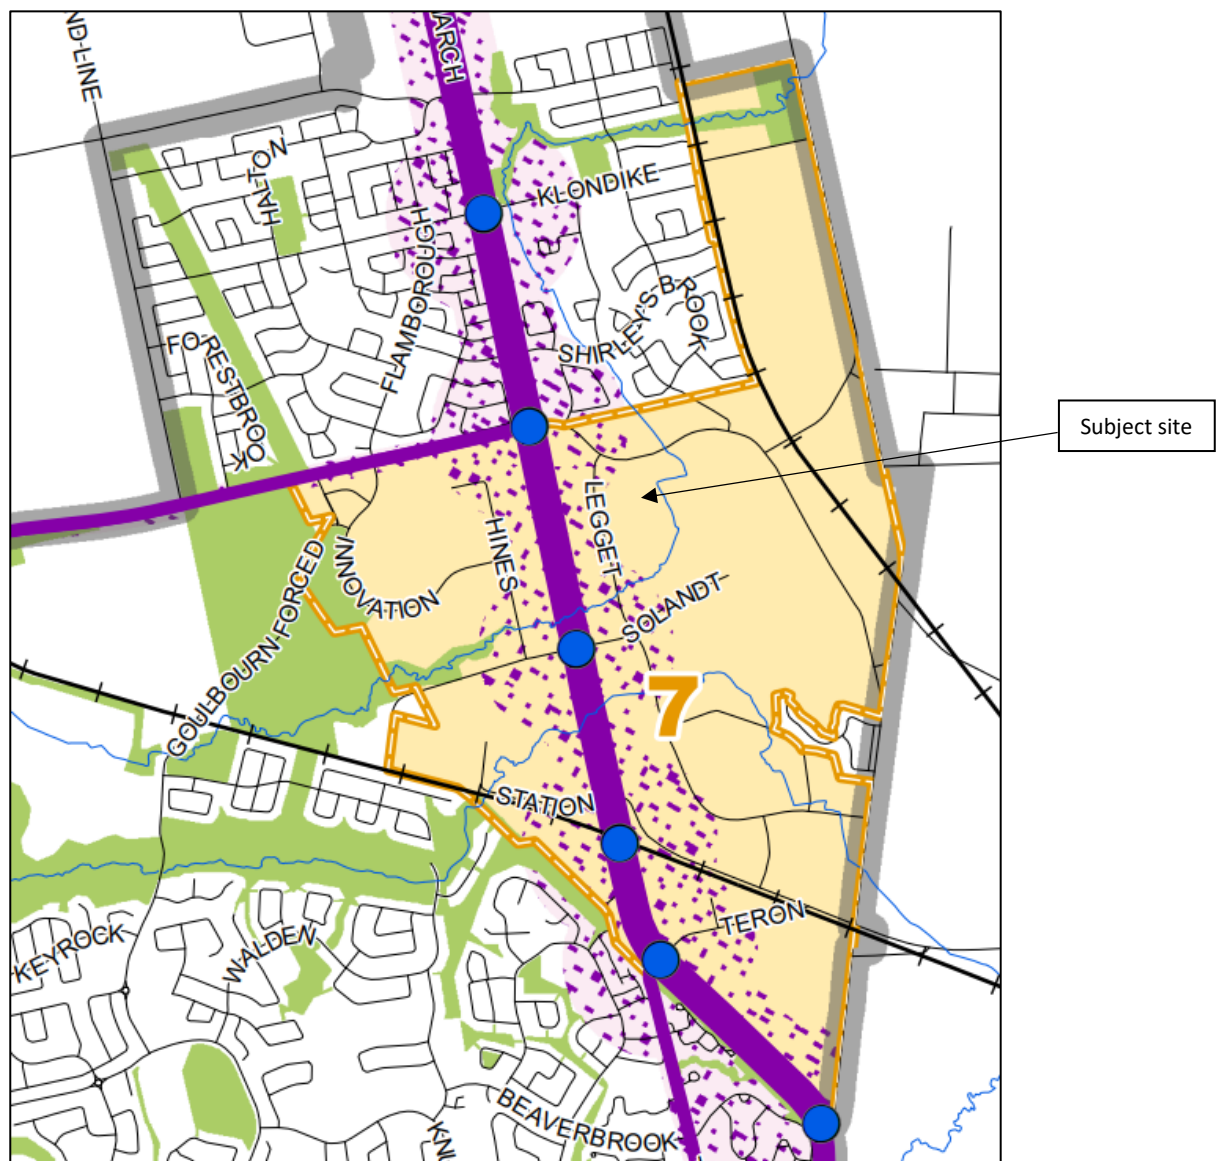 ND-LINE
ARCH
HALTON
KLONDIKE
FLAMBOROUGH
SHIRLEY'S-BROOK
FORESTBROOK
Subject site
LEGGET
HINES
INNOVATION
SOLANDT
GOULBOURN-FORCED
7
STATION
TERON
KEYROCK
WALDEN
BEAVERBROOK